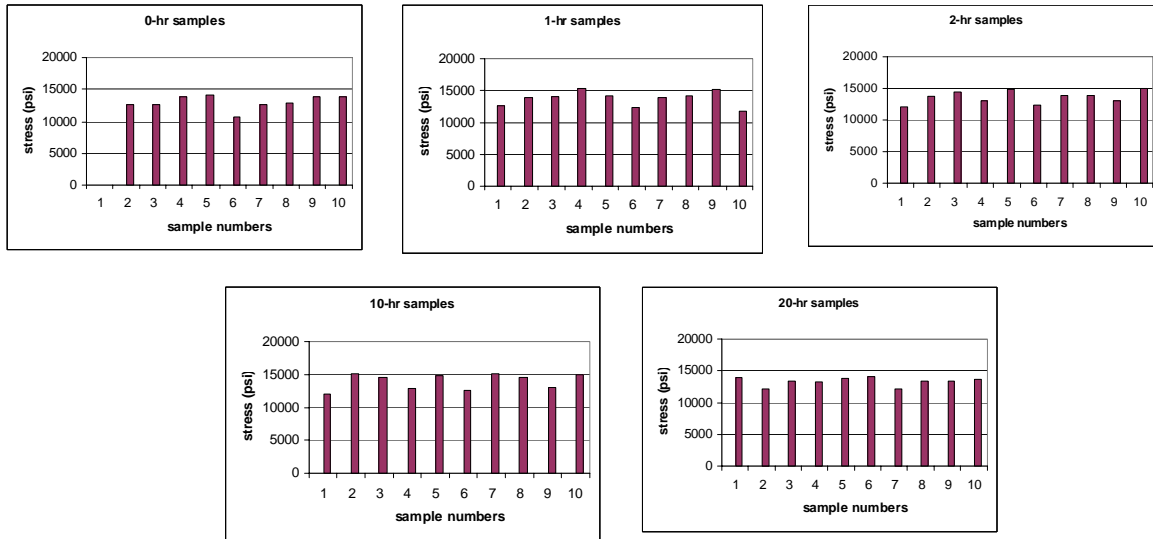 0-hr samples
20000
15000
10000
5000
0
stress (psi)
1 2 3 4 5 6 7 8 9 10
sample numbers
1-hr samples
20000
15000
10000
5000
0
stress (psi)
1 2 3 4 5 6 7 8 9 10
sample numbers
2-hr samples
20000
15000
10000
5000
0
stress (psi)
1 2 3 4 5 6 7 8 9 10
sample numbers
10-hr samples
20000
15000
10000
5000
0
stress (psi)
1 2 3 4 5 6 7 8 9 10
sample numbers
20-hr samples
20000
15000
10000
5000
0
stress (psi)
1 2 3 4 5 6 7 8 9 10
sample numbers